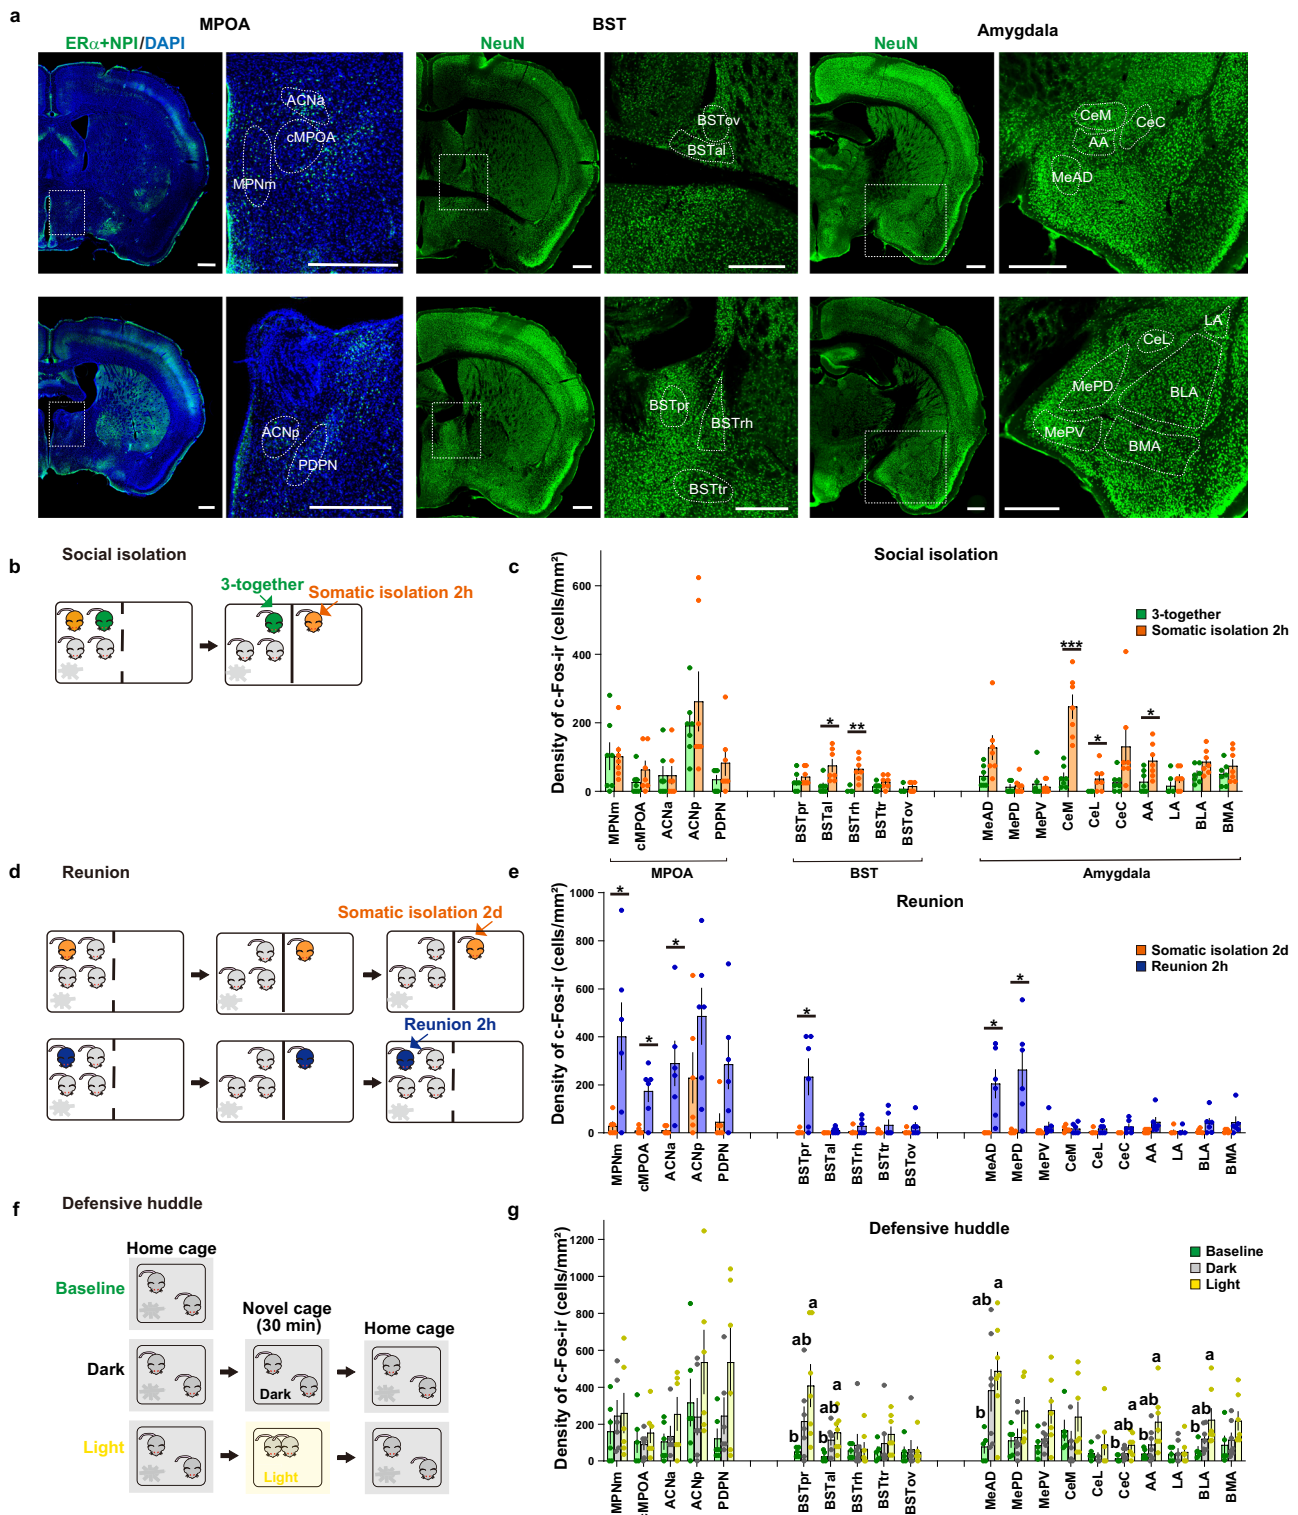 a
MPOA
BST
Amygdala
ERα+NPI/DAPI
NeuN
NeuN
ACNa
cMPOA
MPNm
BSTov
BSTal
CeM
CeC
AA
MeAD
ACNp
PDPN
BSTpr
BSTrh
BSTtr
LA
CeL
MePD
BLA
MePV
BMA
b
Social isolation
3-together
Somatic isolation 2h
c
Social isolation
Density of c-Fos-ir (cells/mm²)
600
400
200
0
3-together
Somatic isolation 2h
* ** *** * *
MPNm cMPOA ACNa ACNp PDPN BSTpr BSTal BSTrh BSTtr BSTov MeAD MePD MePV CeM CeL CeC AA LA BLA BMA
MPOA BST Amygdala
d
Reunion
Somatic isolation 2d
Reunion 2h
e
Reunion
Density of c-Fos-ir (cells/mm²)
1000
800
600
400
200
0
Somatic isolation 2d
Reunion 2h
* * * * * *
MPNm cMPOA ACNa ACNp PDPN BSTpr BSTal BSTrh BSTtr BSTov MeAD MePD MePV CeM CeL CeC AA LA BLA BMA
f
Defensive huddle
Home cage
Baseline
Novel cage
(30 min)
Home cage
Dark
Dark
Light
Light
g
Defensive huddle
Density of c-Fos-ir (cells/mm²)
1200
1000
800
600
400
200
0
Baseline
Dark
Light
b ab a b ab a b ab a b ab a b ab a b ab a
MPNm cMPOA ACNa ACNp PDPN BSTpr BSTal BSTrh BSTtr BSTov MeAD MePD MePV CeM CeL CeC AA LA BLA BMA